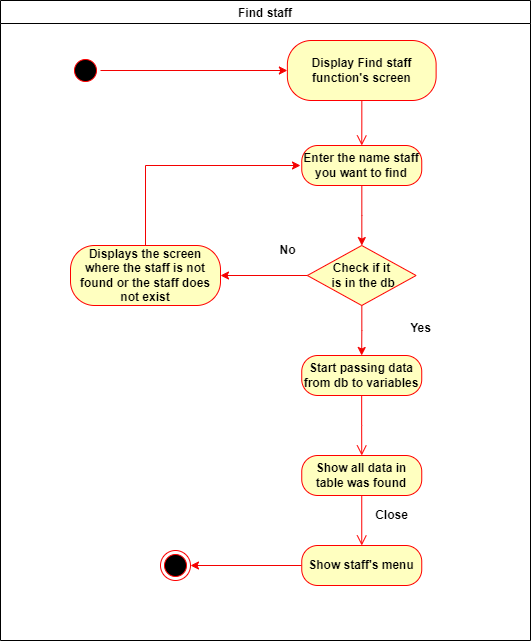 Find staff
Display Find staff
function's screen
Enter the name staff
you want to find
No
Displays the screen
where the staff is not
found or the staff does
not exist
Check if it
is in the db
Yes
Start passing data
from db to variables
Show all data in
table was found
Close
Show staff's menu